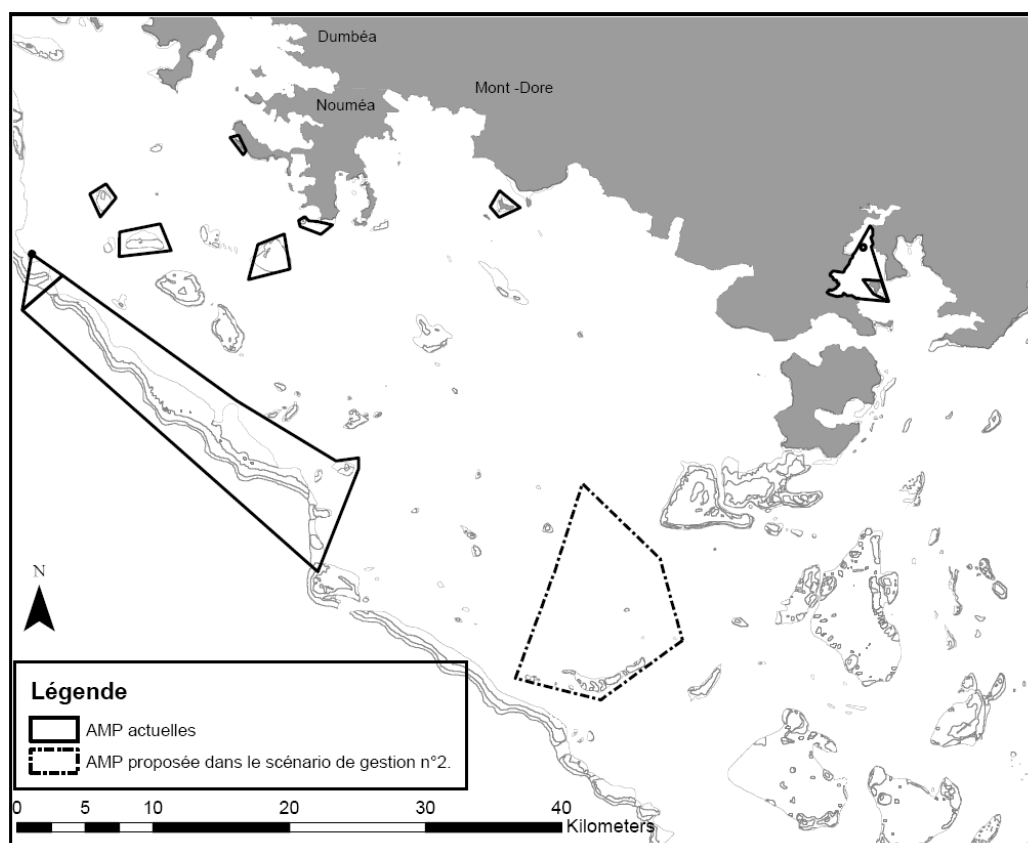 Dumbéa
Mont -Dore
Nouméa
N
Légende
AMP actuelles
AMP proposée dans le scénario de gestion n°2.
0 5 10 20 30 40
Kilometers